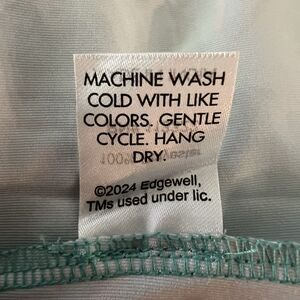 MACHINE WASH
COLD WITH LIKE
COLORS. GENTLE
CYCLE. HANG
DRY.
©2024 Edgewell,
TMs used under lic.